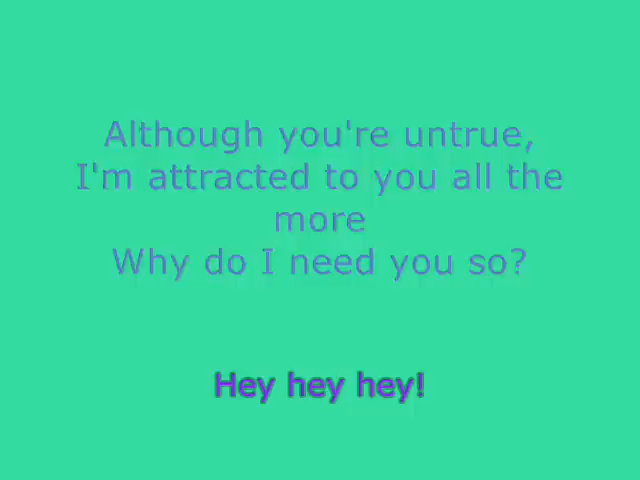 Although you're untrue,
I'm attracted to you all the
more
Why do I need you so?
Hey hey hey!